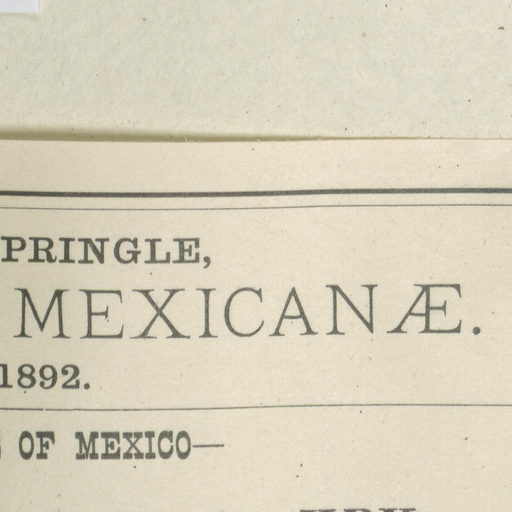 PRINGLE,
MEXICANÆ.
1892.
OF MEXICO—